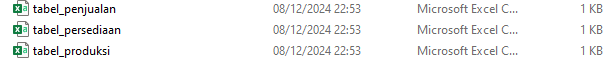 tabel_penjualan 08/12/2024 22:53 Microsoft Excel C... 1 KB
tabel_persediaan 08/12/2024 22:53 Microsoft Excel C... 1 KB
tabel_produksi 08/12/2024 22:53 Microsoft Excel C... 1 KB